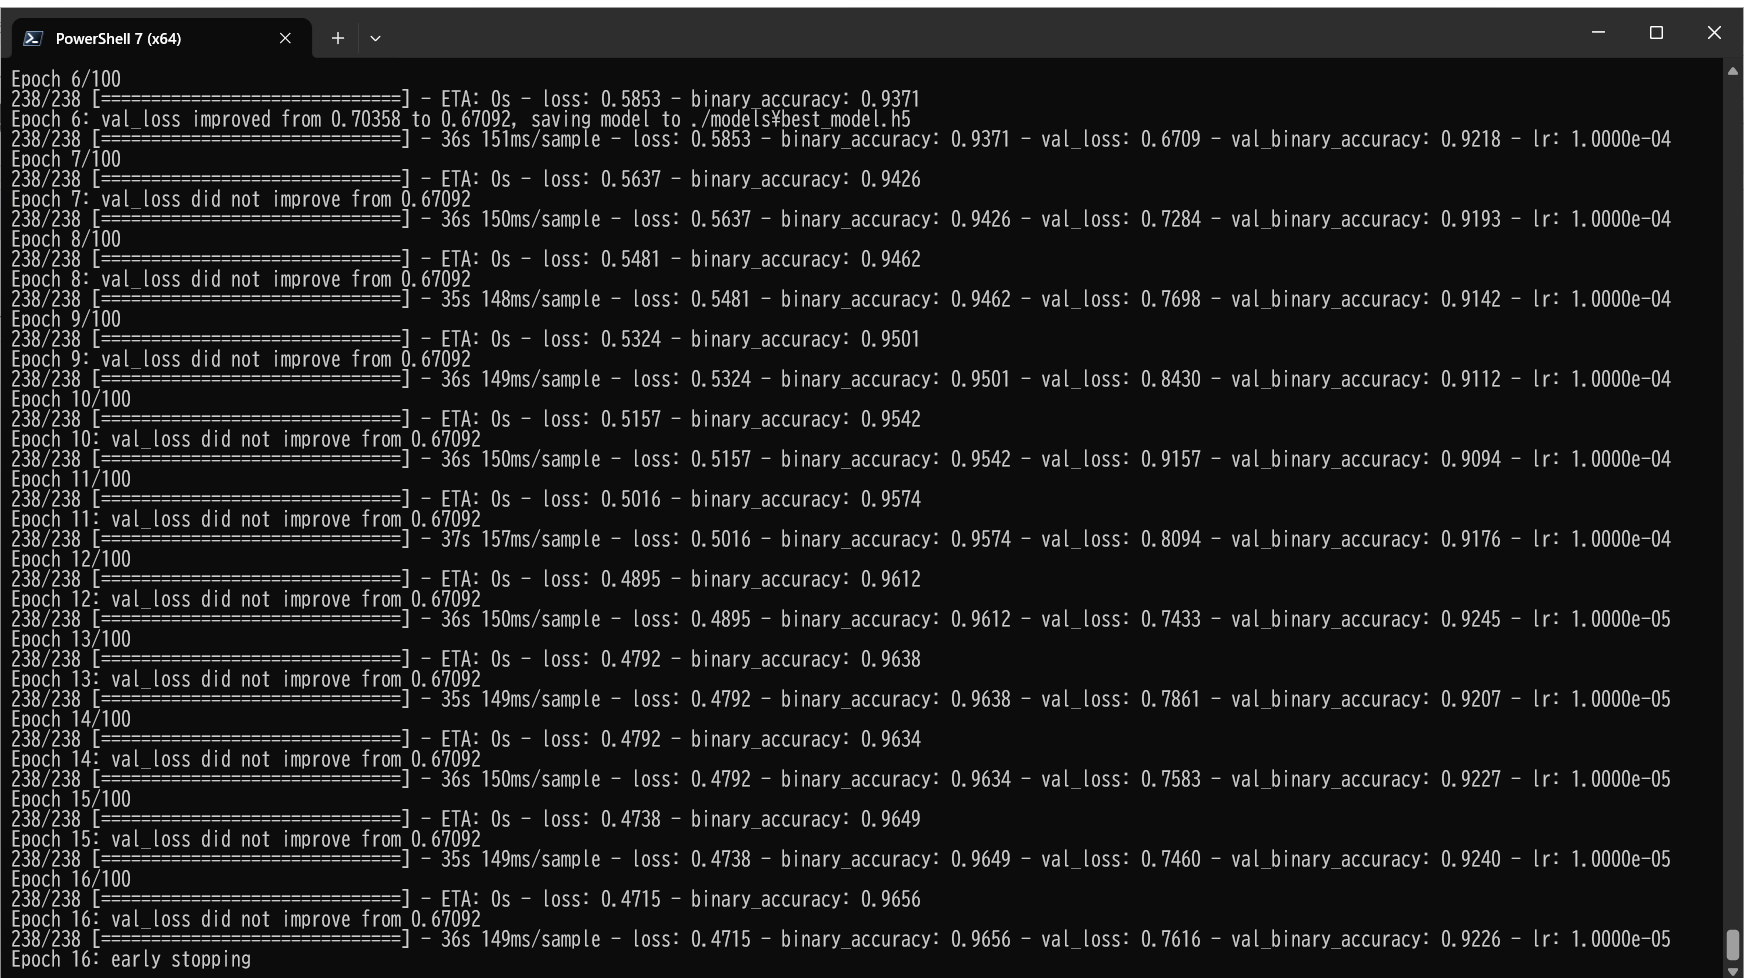 PowerShell 7 (x64)
Epoch 6/100
238/238 [==============================] - ETA: 0s - loss: 0.5853 - binary_accuracy: 0.9371
Epoch 6: val_loss improved from 0.70358 to 0.67092, saving model to ./models¥best_model.h5
238/238 [==============================] - 36s 151ms/sample - loss: 0.5853 - binary_accuracy: 0.9371 - val_loss: 0.6709 - val_binary_accuracy: 0.9218 - lr: 1.0000e-04
Epoch 7/100
238/238 [==============================] - ETA: 0s - loss: 0.5637 - binary_accuracy: 0.9426
Epoch 7: val_loss did not improve from 0.67092
238/238 [==============================] - 36s 150ms/sample - loss: 0.5637 - binary_accuracy: 0.9426 - val_loss: 0.7284 - val_binary_accuracy: 0.9193 - lr: 1.0000e-04
Epoch 8/100
238/238 [==============================] - ETA: 0s - loss: 0.5481 - binary_accuracy: 0.9462
Epoch 8: val_loss did not improve from 0.67092
238/238 [==============================] - 35s 148ms/sample - loss: 0.5481 - binary_accuracy: 0.9462 - val_loss: 0.7698 - val_binary_accuracy: 0.9142 - lr: 1.0000e-04
Epoch 9/100
238/238 [==============================] - ETA: 0s - loss: 0.5324 - binary_accuracy: 0.9501
Epoch 9: val_loss did not improve from 0.67092
238/238 [==============================] - 36s 149ms/sample - loss: 0.5324 - binary_accuracy: 0.9501 - val_loss: 0.8430 - val_binary_accuracy: 0.9112 - lr: 1.0000e-04
Epoch 10/100
238/238 [==============================] - ETA: 0s - loss: 0.5157 - binary_accuracy: 0.9542
Epoch 10: val_loss did not improve from 0.67092
238/238 [==============================] - 36s 150ms/sample - loss: 0.5157 - binary_accuracy: 0.9542 - val_loss: 0.9157 - val_binary_accuracy: 0.9094 - lr: 1.0000e-04
Epoch 11/100
238/238 [==============================] - ETA: 0s - loss: 0.5016 - binary_accuracy: 0.9574
Epoch 11: val_loss did not improve from 0.67092
238/238 [==============================] - 37s 157ms/sample - loss: 0.5016 - binary_accuracy: 0.9574 - val_loss: 0.8094 - val_binary_accuracy: 0.9176 - lr: 1.0000e-04
Epoch 12/100
238/238 [==============================] - ETA: 0s - loss: 0.4895 - binary_accuracy: 0.9612
Epoch 12: val_loss did not improve from 0.67092
238/238 [==============================] - 36s 150ms/sample - loss: 0.4895 - binary_accuracy: 0.9612 - val_loss: 0.7433 - val_binary_accuracy: 0.9245 - lr: 1.0000e-05
Epoch 13/100
238/238 [==============================] - ETA: 0s - loss: 0.4792 - binary_accuracy: 0.9638
Epoch 13: val_loss did not improve from 0.67092
238/238 [==============================] - 35s 149ms/sample - loss: 0.4792 - binary_accuracy: 0.9638 - val_loss: 0.7861 - val_binary_accuracy: 0.9207 - lr: 1.0000e-05
Epoch 14/100
238/238 [==============================] - ETA: 0s - loss: 0.4792 - binary_accuracy: 0.9634
Epoch 14: val_loss did not improve from 0.67092
238/238 [==============================] - 36s 150ms/sample - loss: 0.4792 - binary_accuracy: 0.9634 - val_loss: 0.7583 - val_binary_accuracy: 0.9227 - lr: 1.0000e-05
Epoch 15/100
238/238 [==============================] - ETA: 0s - loss: 0.4738 - binary_accuracy: 0.9649
Epoch 15: val_loss did not improve from 0.67092
238/238 [==============================] - 35s 149ms/sample - loss: 0.4738 - binary_accuracy: 0.9649 - val_loss: 0.7460 - val_binary_accuracy: 0.9240 - lr: 1.0000e-05
Epoch 16/100
238/238 [==============================] - ETA: 0s - loss: 0.4715 - binary_accuracy: 0.9656
Epoch 16: val_loss did not improve from 0.67092
238/238 [==============================] - 36s 149ms/sample - loss: 0.4715 - binary_accuracy: 0.9656 - val_loss: 0.7616 - val_binary_accuracy: 0.9226 - lr: 1.0000e-05
Epoch 16: early stopping